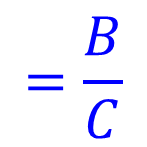 = B/C